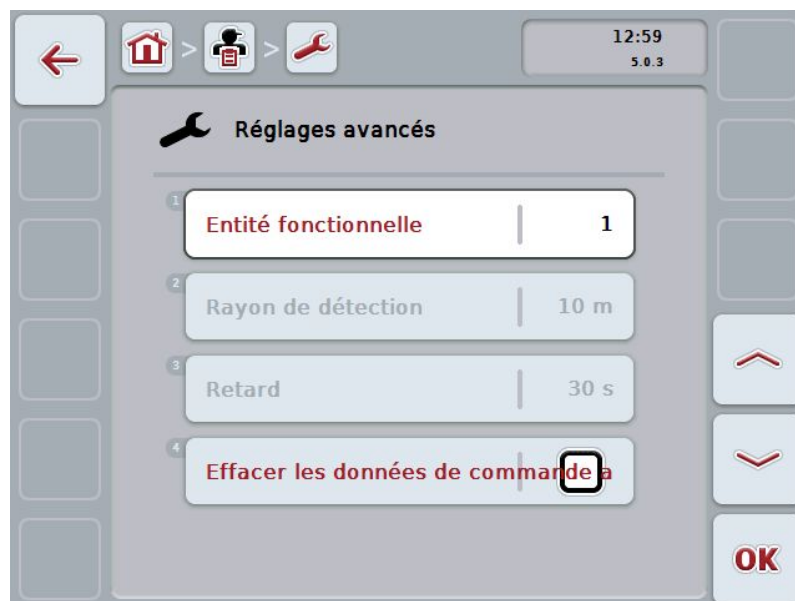 > >
12:59
5.0.3
Réglages avancés
1
Entité fonctionnelle 1
2
Rayon de détection 10 m
3
Retard 30 s
4
Effacer les données de commande a
OK